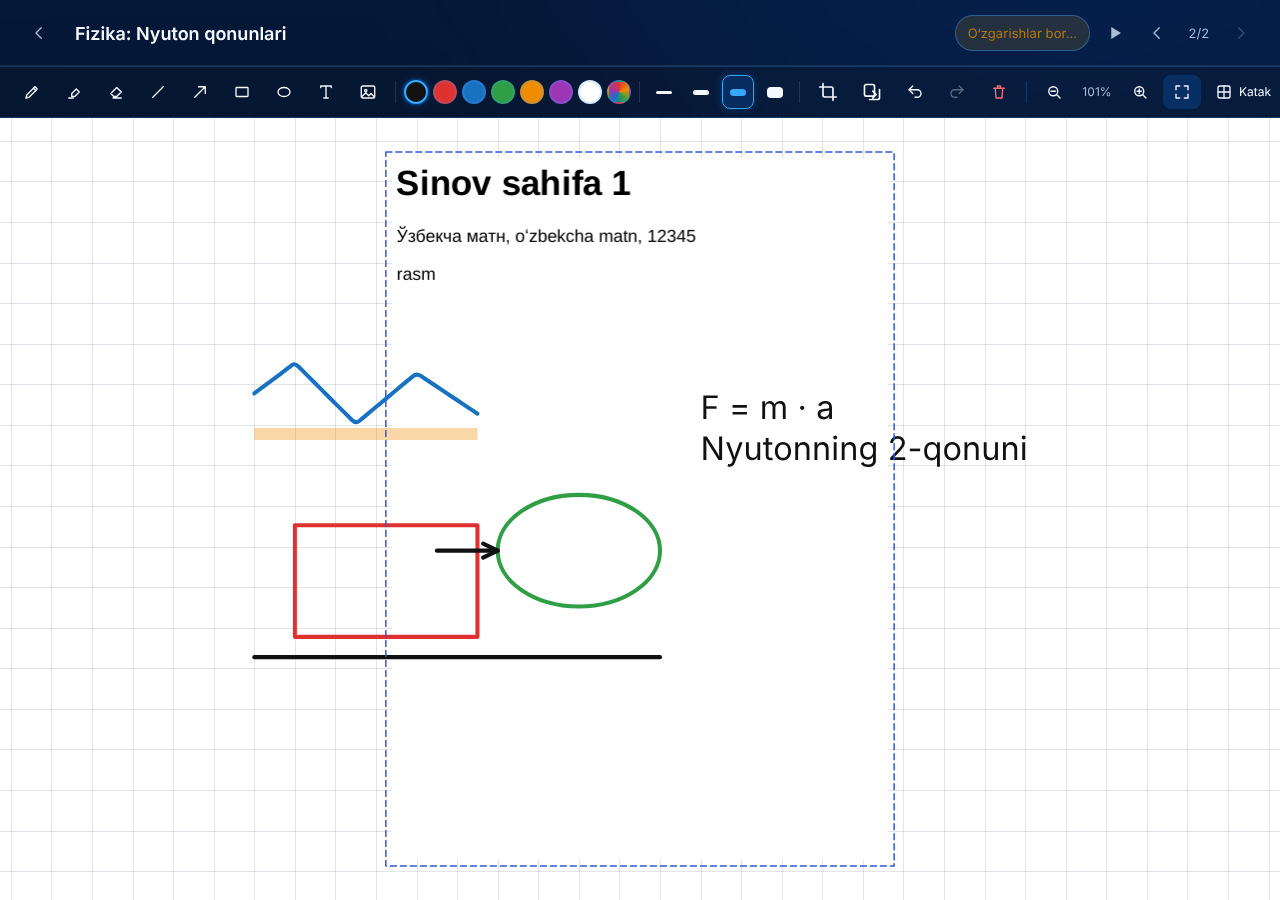 Fizika: Nyuton qonunlari
O'zgarishlar bor...
2/2
101%
Katak
Sinov sahifa 1
Ўзбекча матн, oʻzbekcha matn, 12345
rasm
F = m · a
Nyutonning 2-qonuni